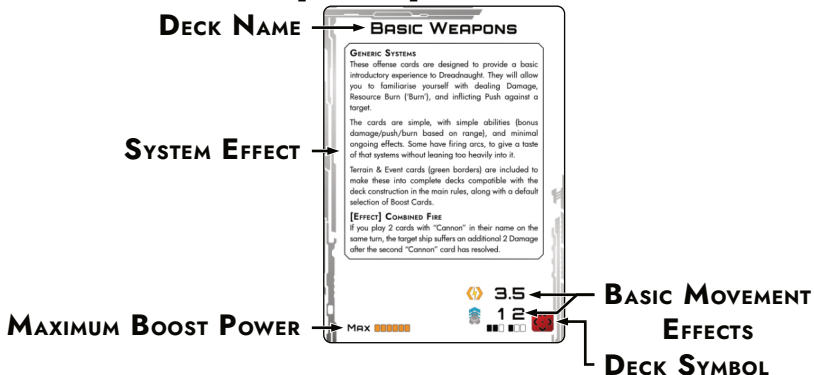 Deck Name
Basic Weapons
Generic Systems
These offense cards are designed to provide a basic
introductory experience to Dreadnaught. They will allow
you to familiarise yourself with dealing Damage,
Resource Burn ('Burn'), and inflicting Push against a
target.
The cards are simple, with simple abilities (bonus
damage/push/burn based on range), and minimal
ongoing effects. Some have firing arcs, to give a taste
of that systems without leaning too heavily into it.
System Effect
Terrain & Event cards (green borders) are included to
make these into complete decks compatible with the
deck construction in the main rules, along with a default
selection of Boost Cards.
[Effect] Combined Fire
If you play 2 cards with "Cannon" in their name on the
same turn, the target ship suffers an additional 2 Damage
after the second "Cannon" card has resolved.
3.5
1 2
Basic Movement
Effects
Maximum Boost Power
Max
Deck Symbol